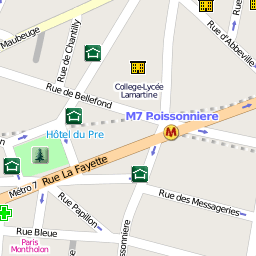 Maubeuge
Rue de Chantilly
Rue d'Abbeville
College-Lycée
Lamartine
Rue de Bellefond
M7 Poissonniere
Hôtel du Pre
M
Rue La Fayette
Métro 7
Rue des Messageries
Rue Papillon
Rue Bleue
Paris
Montholon
issonniere